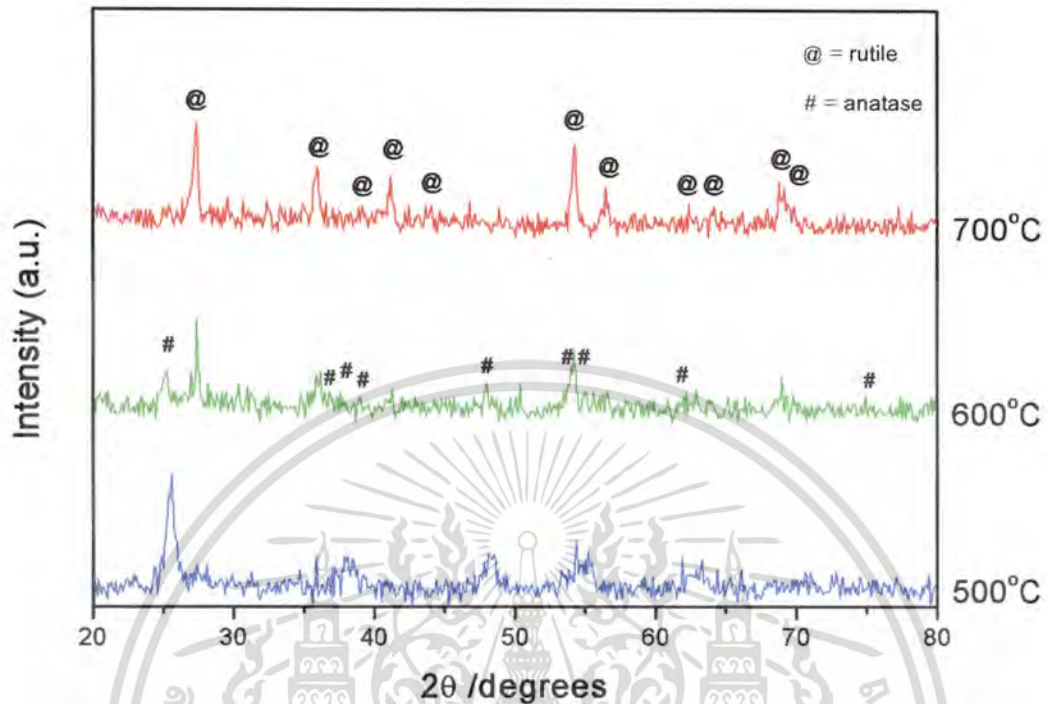 @ = rutile
# = anatase
@ @ @ @ @ @ @ @ @ @ @
700°C
# # # # # # # # #
600°C
500°C
Intensity (a.u.)
20 30 40 50 60 70 80
2θ /degrees